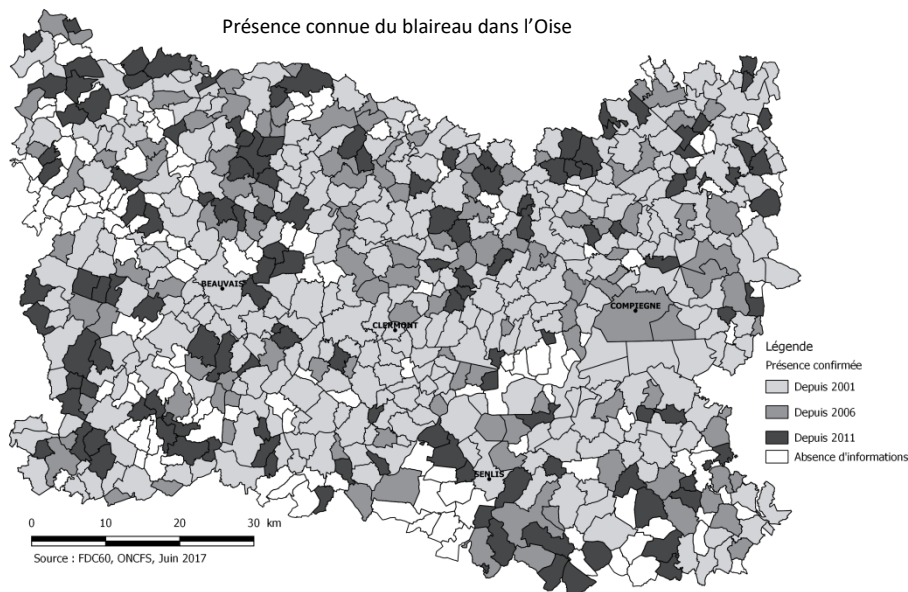 Présence connue du blaireau dans l’Oise
BEAUVAIS
CLERMONT
COMPIEGNE
SENLIS
Légende
Présence confirmée
Depuis 2001
Depuis 2006
Depuis 2011
Absence d'informations
0 10 20 30 km
Source : FDC60, ONCFS, Juin 2017